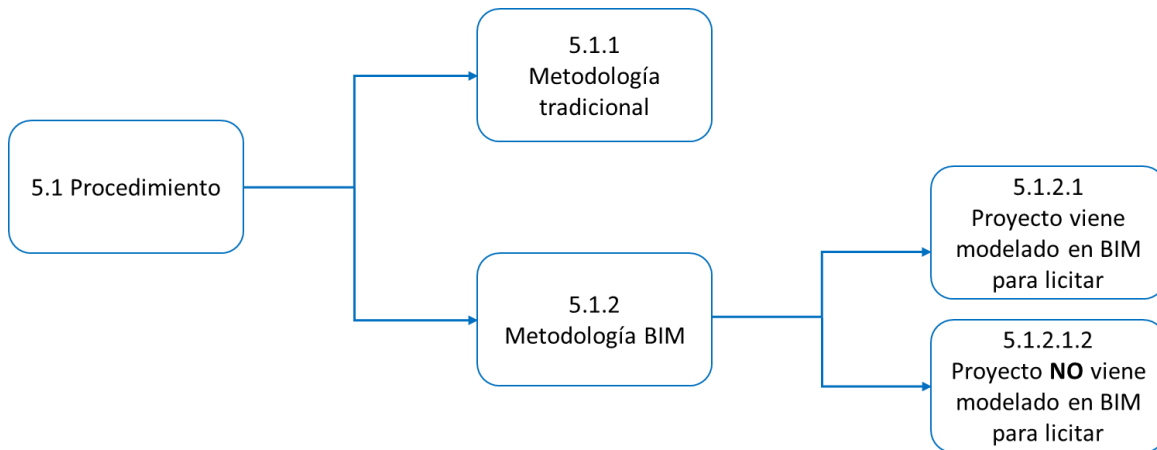 5.1 Procedimiento
5.1.1
Metodología
tradicional
5.1.2
Metodología BIM
5.1.2.1
Proyecto viene
modelado en BIM
para licitar
5.1.2.1.2
Proyecto NO viene
modelado en BIM
para licitar